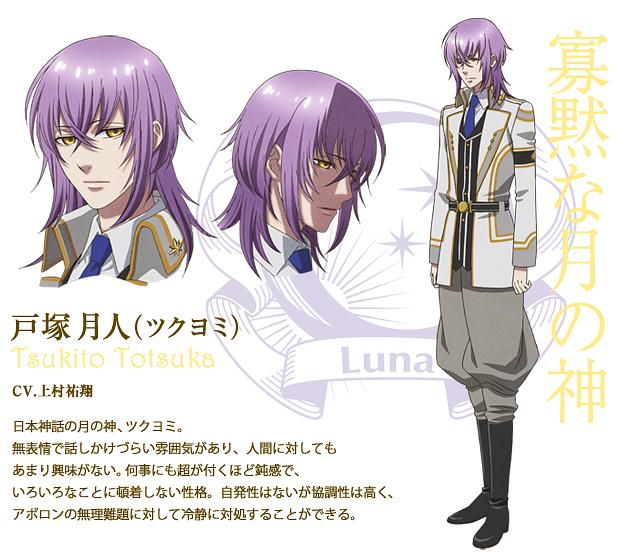 寡黙な月の神
Luna
戸塚 月人(ツクヨミ)
Tsukito Totsuka
CV.上村祐翔
日本神話の月の神、ツクヨミ。
無表情で話しかけづらい雰囲気があり、人間に対しても
あまり興味がない。何事にも超が付くほど鈍感で、
いろいろなことに頓着しない性格。自発性はないが協調性は高く、
アポロンの無理難題に対して冷静に対処することができる。